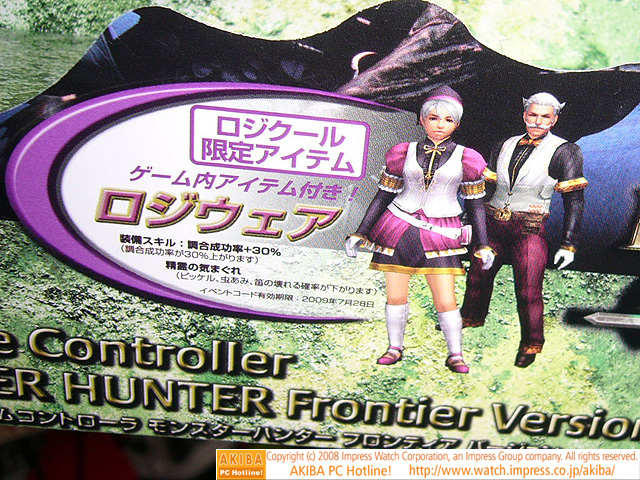 ロジクール
限定アイテム
ゲーム内アイテム付き!
ロジウェア
装備スキル:調合成功率+30%
(調合成功率が30%上がります)
精霊の気まぐれ
(ピッケル、虫あみ、笛の壊れる確率が下がります)
イベントコード有効期限:2009年7月28日
e Controller
ER HUNTER Frontier Version
ムコントローラ モンスターハンター フロンティア バージ
AKIBA
PC Hotline!
Copyright (c) 2008 Impress Watch Corporation, an Impress Group company. All rights reserved.
AKIBA PC Hotline! http://www.watch.impress.co.jp/akiba/